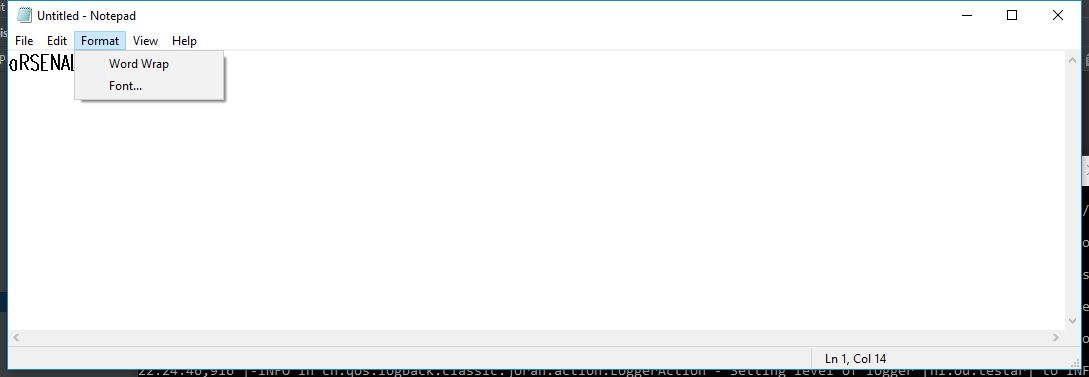 Untitled - Notepad
File Edit Format View Help
oRSENAL
Word Wrap
Font...
Ln 1, Col 14
22:24:46,916 |-INFO in ch.qos.logback.classic.joran.action.LoggerAction - Setting level of logger [nl.ou.testar] to INF